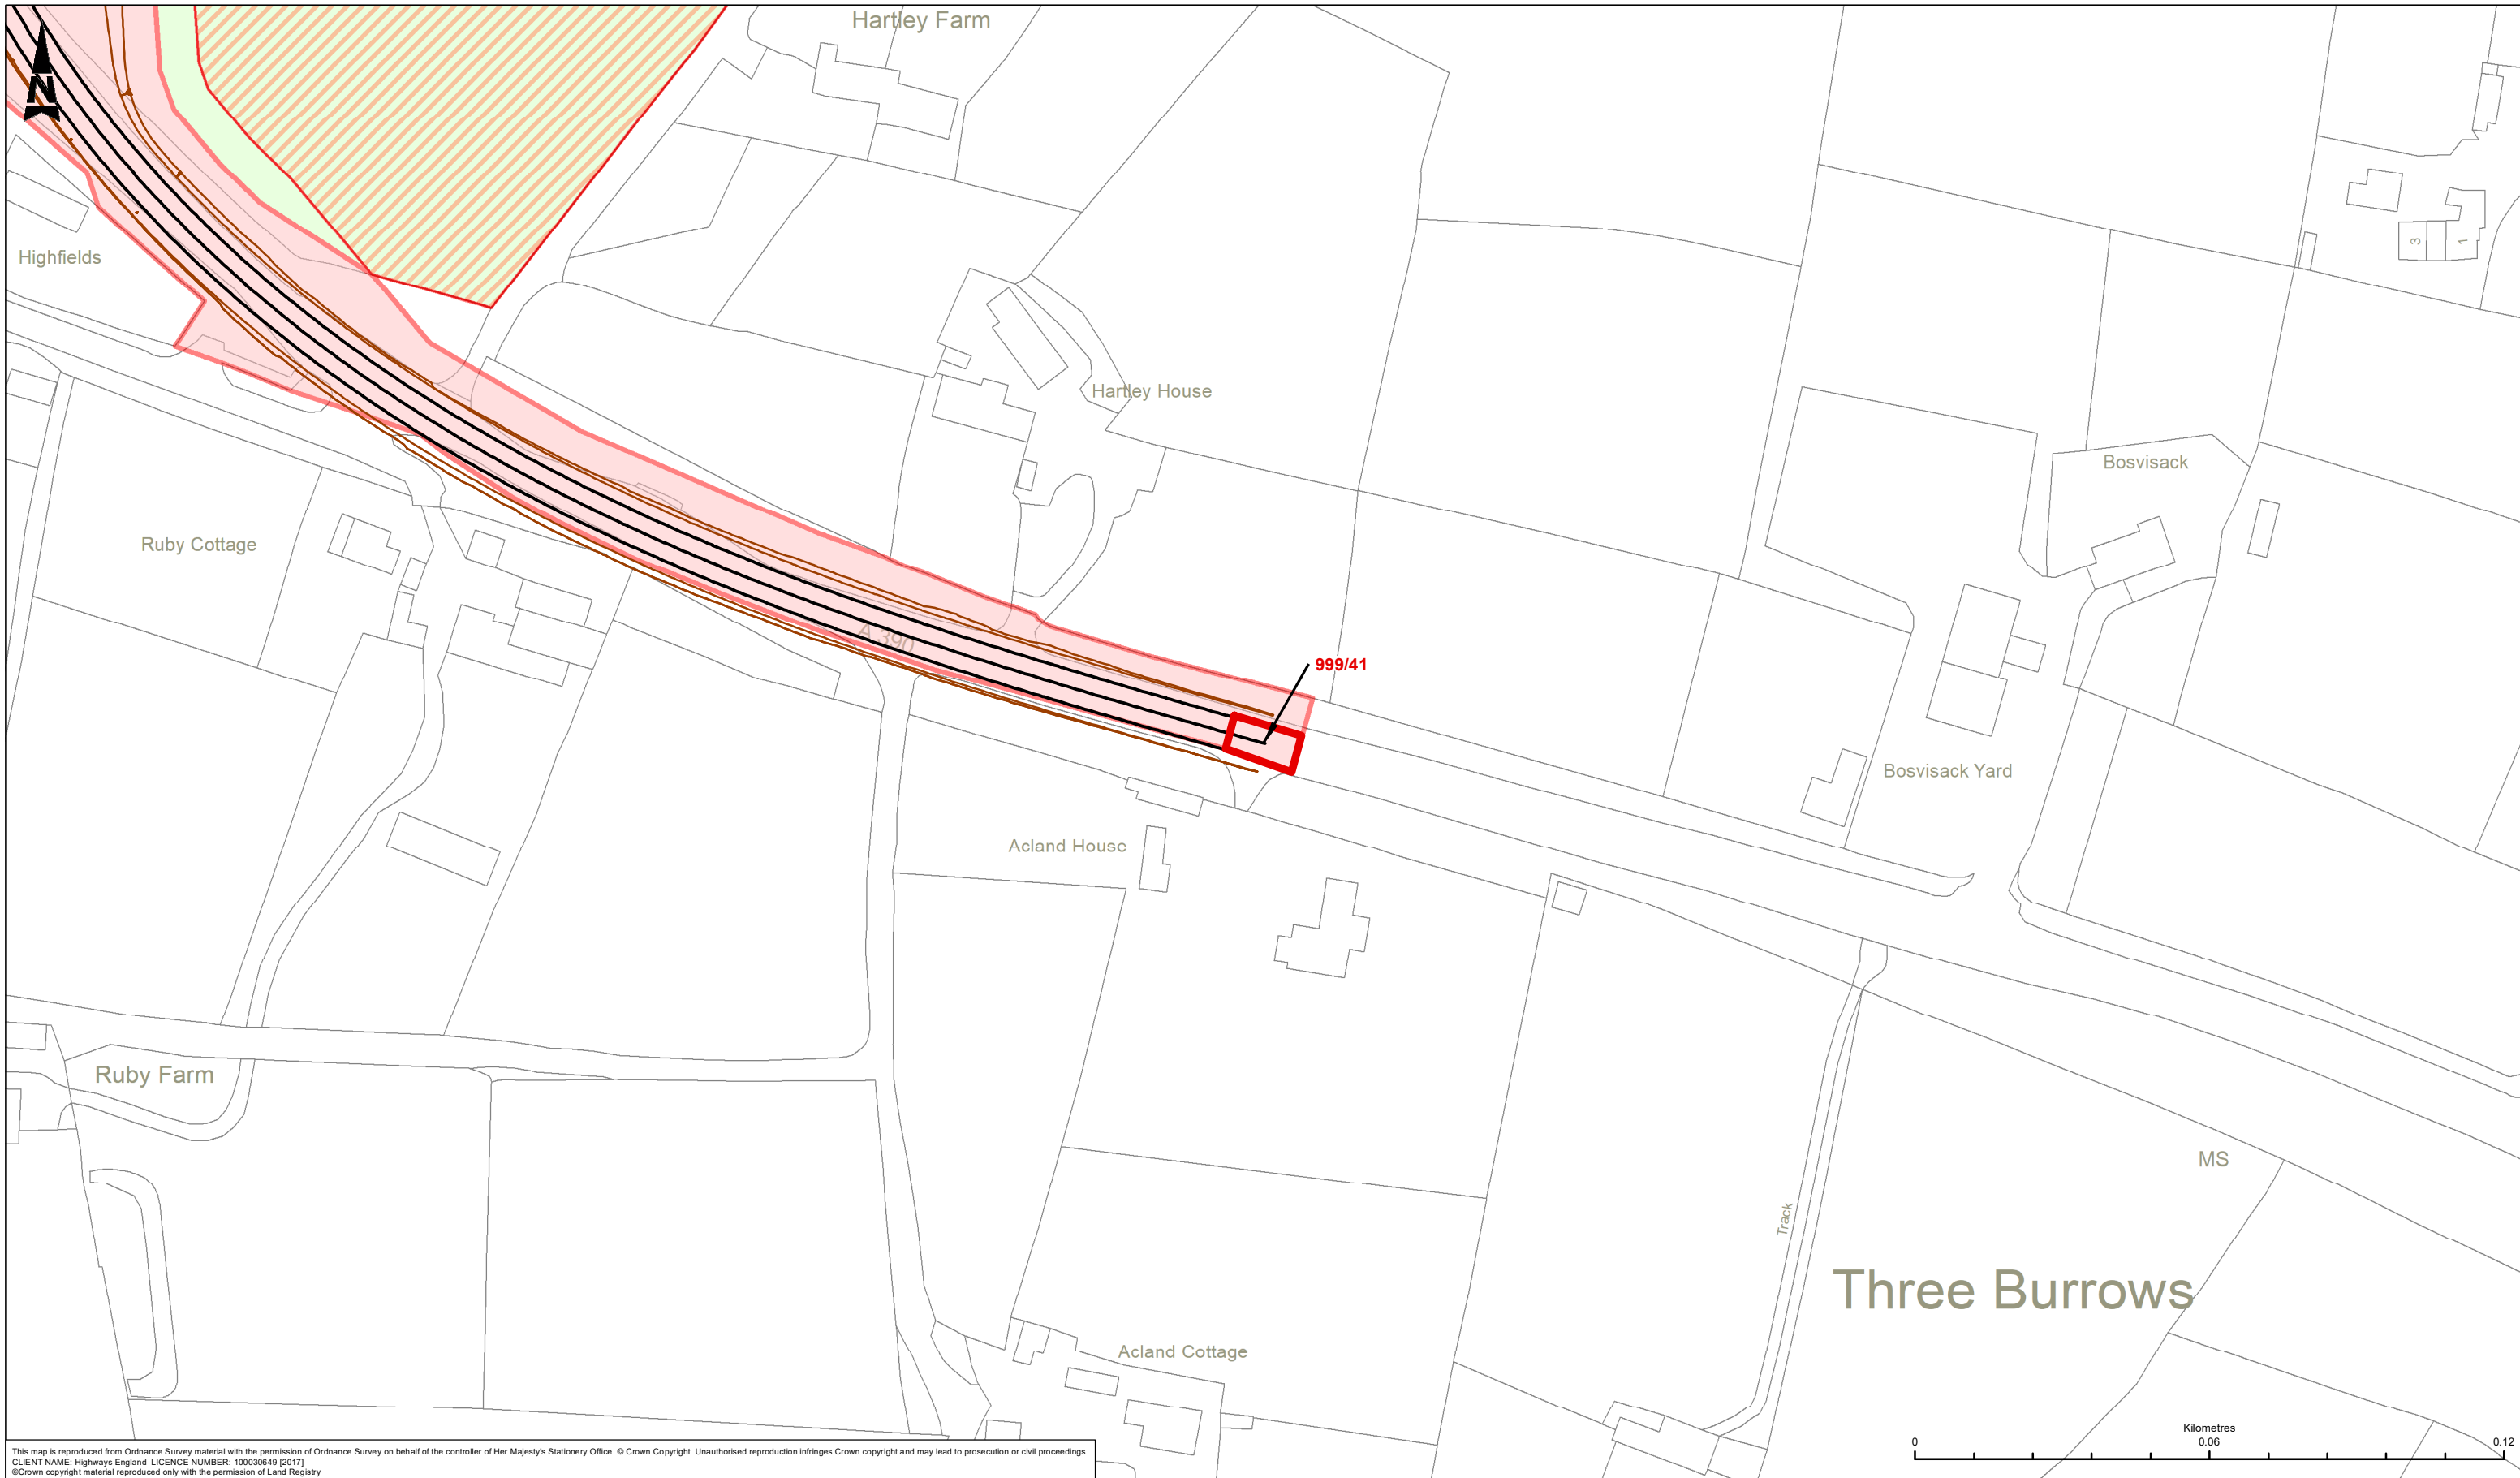 Hartley Farm
N
Highfields
3
1
Hartley House
Bosvisack
Ruby Cottage
A 390
999/41
Bosvisack Yard
Acland House
Ruby Farm
MS
Track
Three Burrows
Acland Cottage
Kilometres
0 0.06 0.12
This map is reproduced from Ordnance Survey material with the permission of Ordnance Survey on behalf of the controller of Her Majesty's Stationery Office. © Crown Copyright. Unauthorised reproduction infringes Crown copyright and may lead to prosecution or civil proceedings.
CLIENT NAME: Highways England LICENCE NUMBER: 100030649 [2017]
©Crown copyright material reproduced only with the permission of Land Registry